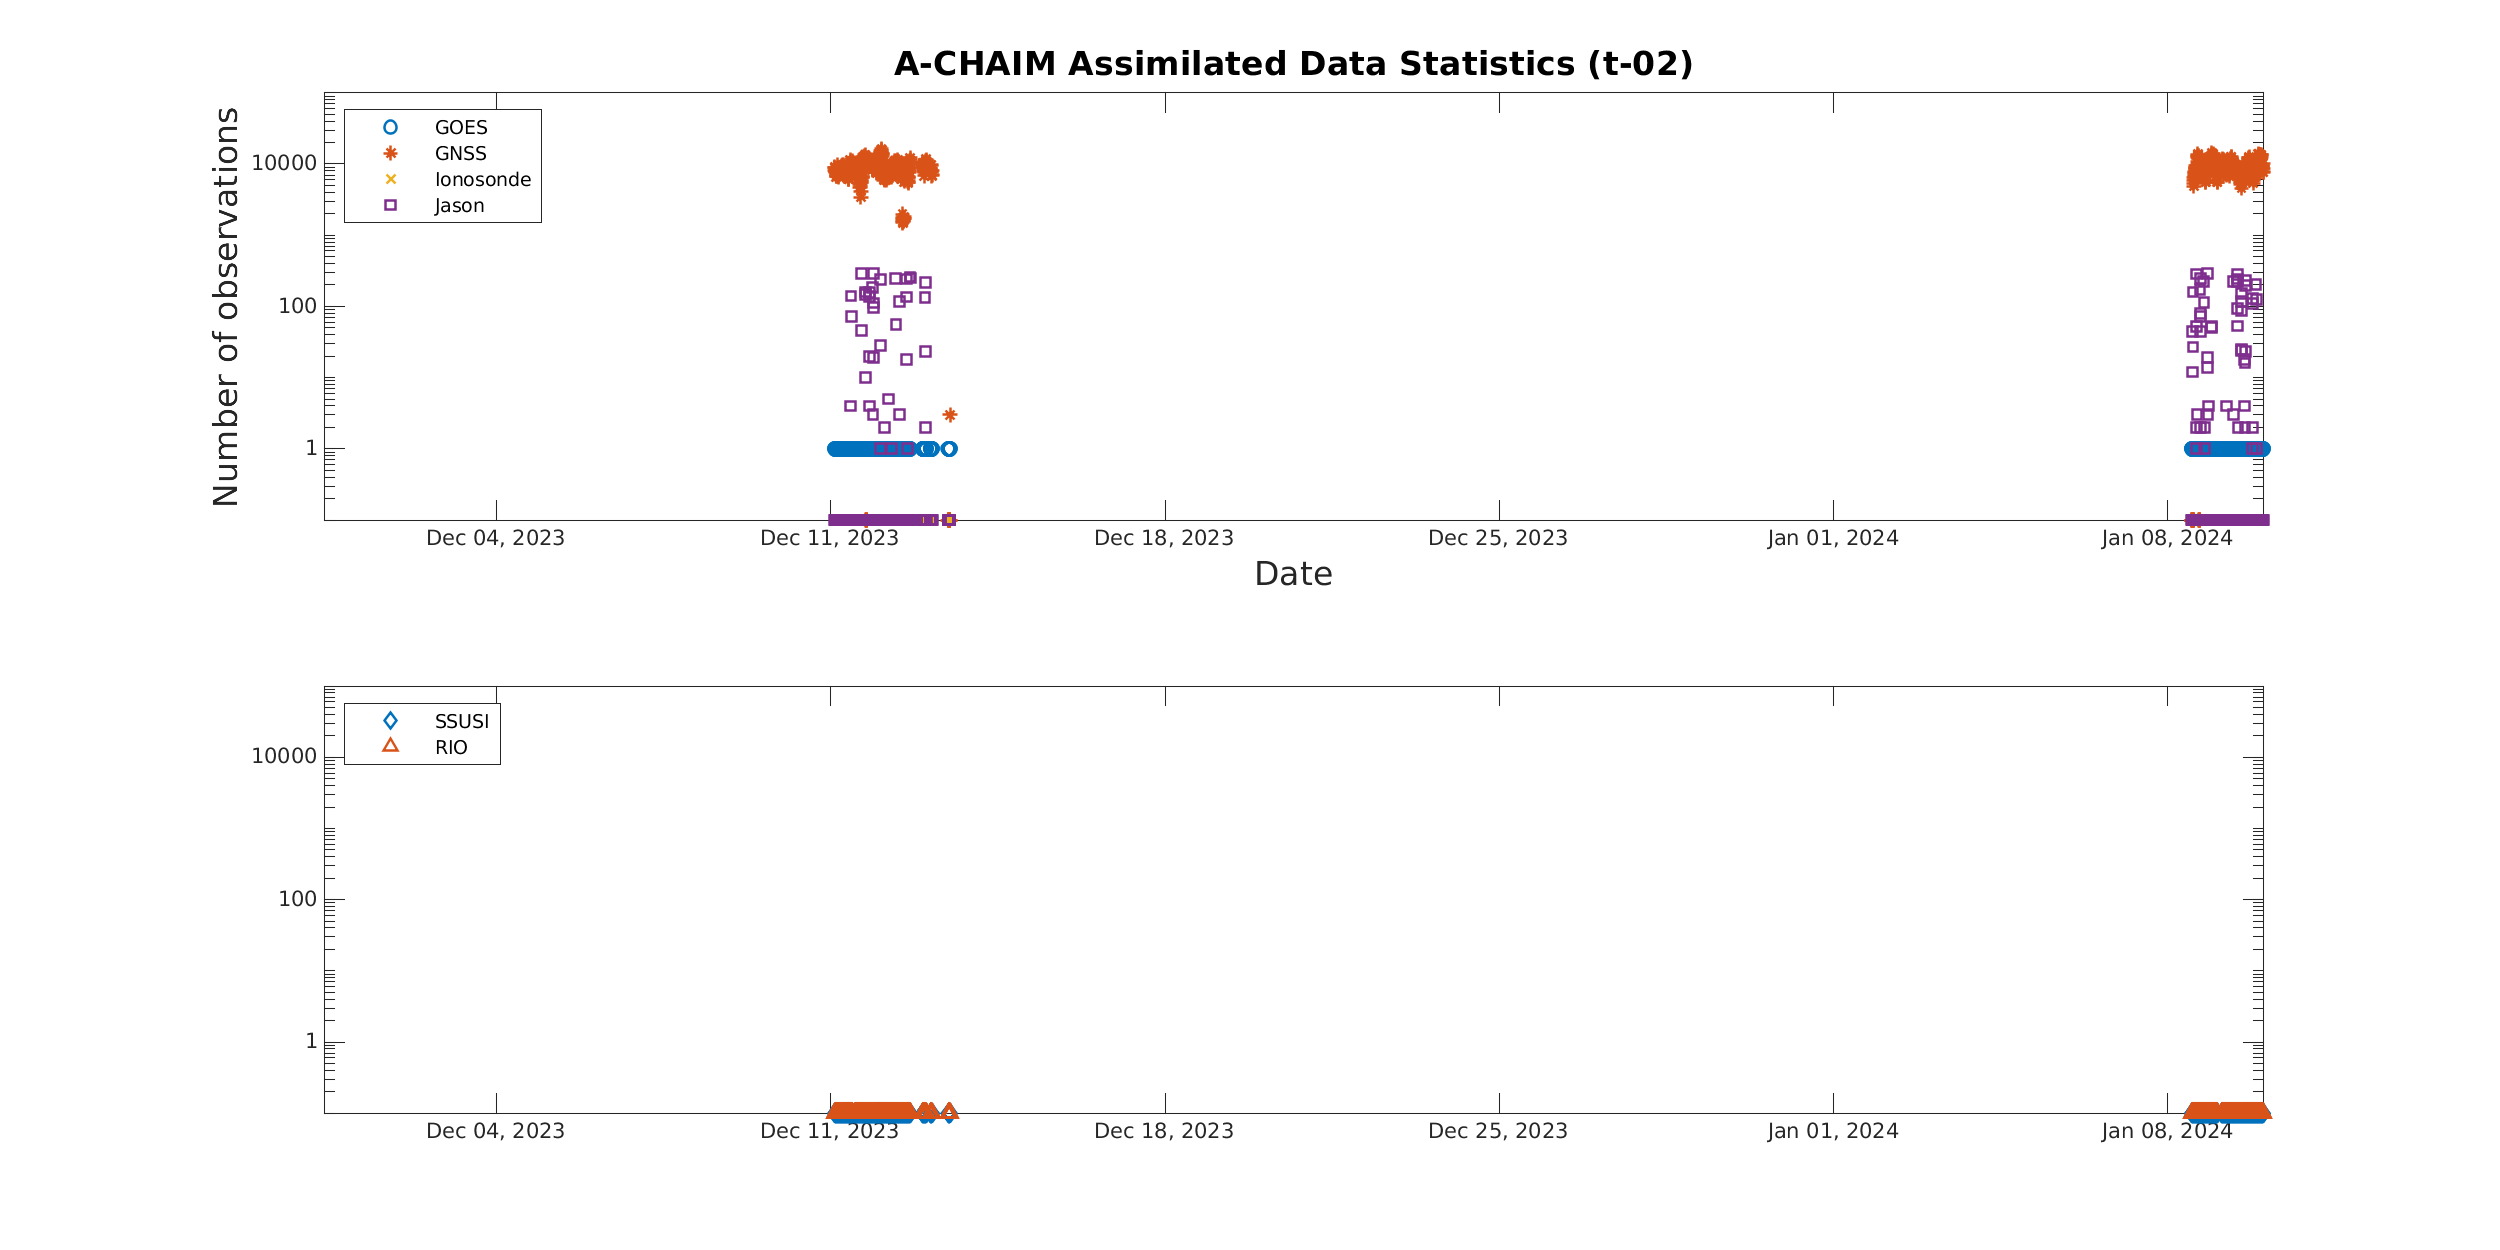 A-CHAIM Assimilated Data Statistics (t-02)
Number of observations
10000
100
1
GOES
GNSS
Ionosonde
Jason
Dec 04, 2023 Dec 11, 2023 Dec 18, 2023 Dec 25, 2023 Jan 01, 2024 Jan 08, 2024
Date
10000
100
1
SSUSI
RIO
Dec 04, 2023 Dec 11, 2023 Dec 18, 2023 Dec 25, 2023 Jan 01, 2024 Jan 08, 2024